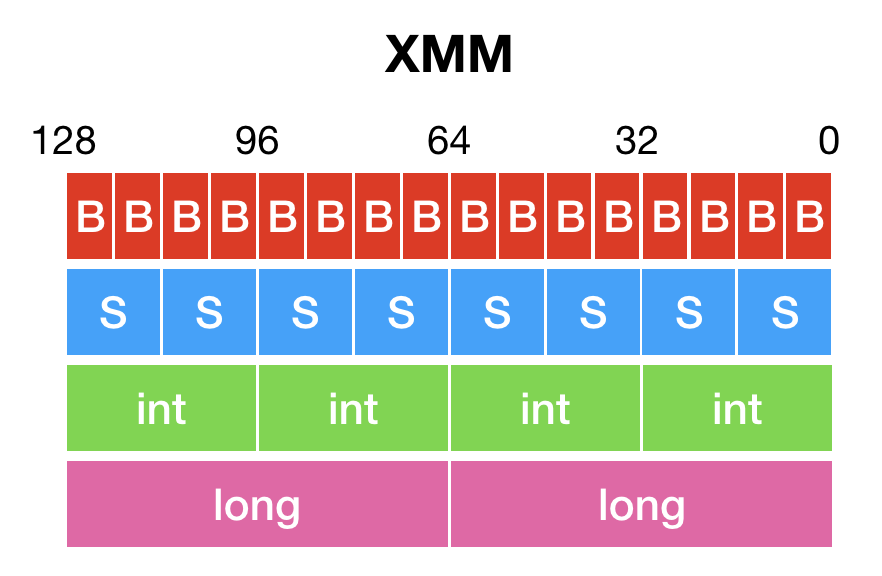 XMM
128 96 64 32 0
B B B B B B B B B B B B B B B B
S S S S S S S S
int int int int
long long